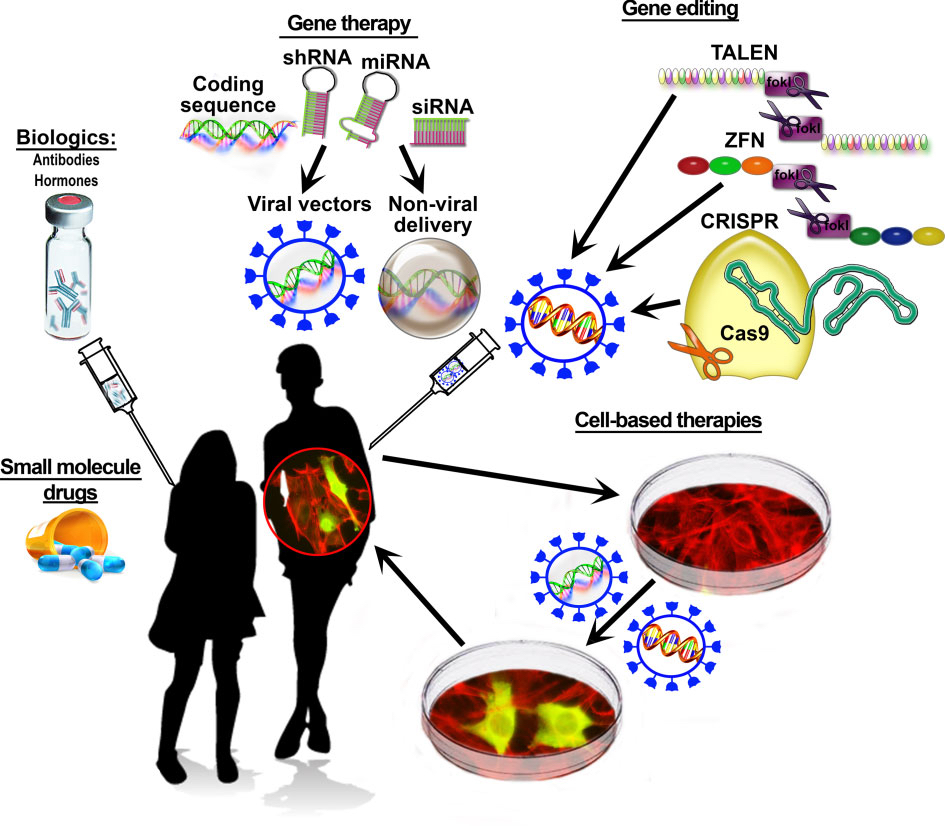 Gene therapy
Gene editing
shRNA
miRNA
Coding
sequence
siRNA
TALEN
fokI
fokI
ZFN
fokI
fokI
Biologics:
Antibodies
Hormones
Viral vectors
Non-viral
delivery
CRISPR
Cas9
Cell-based therapies
Small molecule
drugs